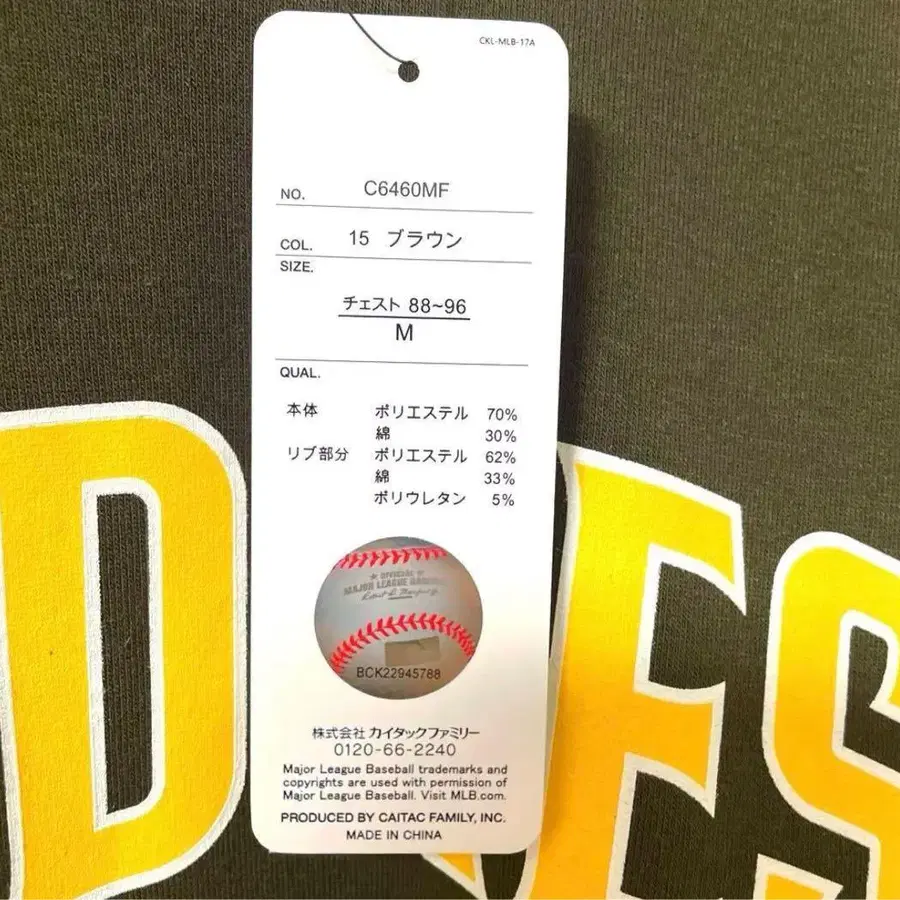 CKL-MLB-17A
NO. C6460MF
COL. 15 ブラウン
SIZE.
チェスト 88~96
M
QUAL.
本体 ポリエステル 70%
綿 30%
リブ部分 ポリエステル 62%
綿 33%
ポリウレタン 5%
OFFICIAL
MAJOR LEAGUE BASEBALL
BCK22945788
株式会社 カイタックファミリー
0120-66-2240
Major League Baseball trademarks and
copyrights are used with permission of
Major League Baseball. Visit MLB.com.
PRODUCED BY CAITAC FAMILY, INC.
MADE IN CHINA
D ES